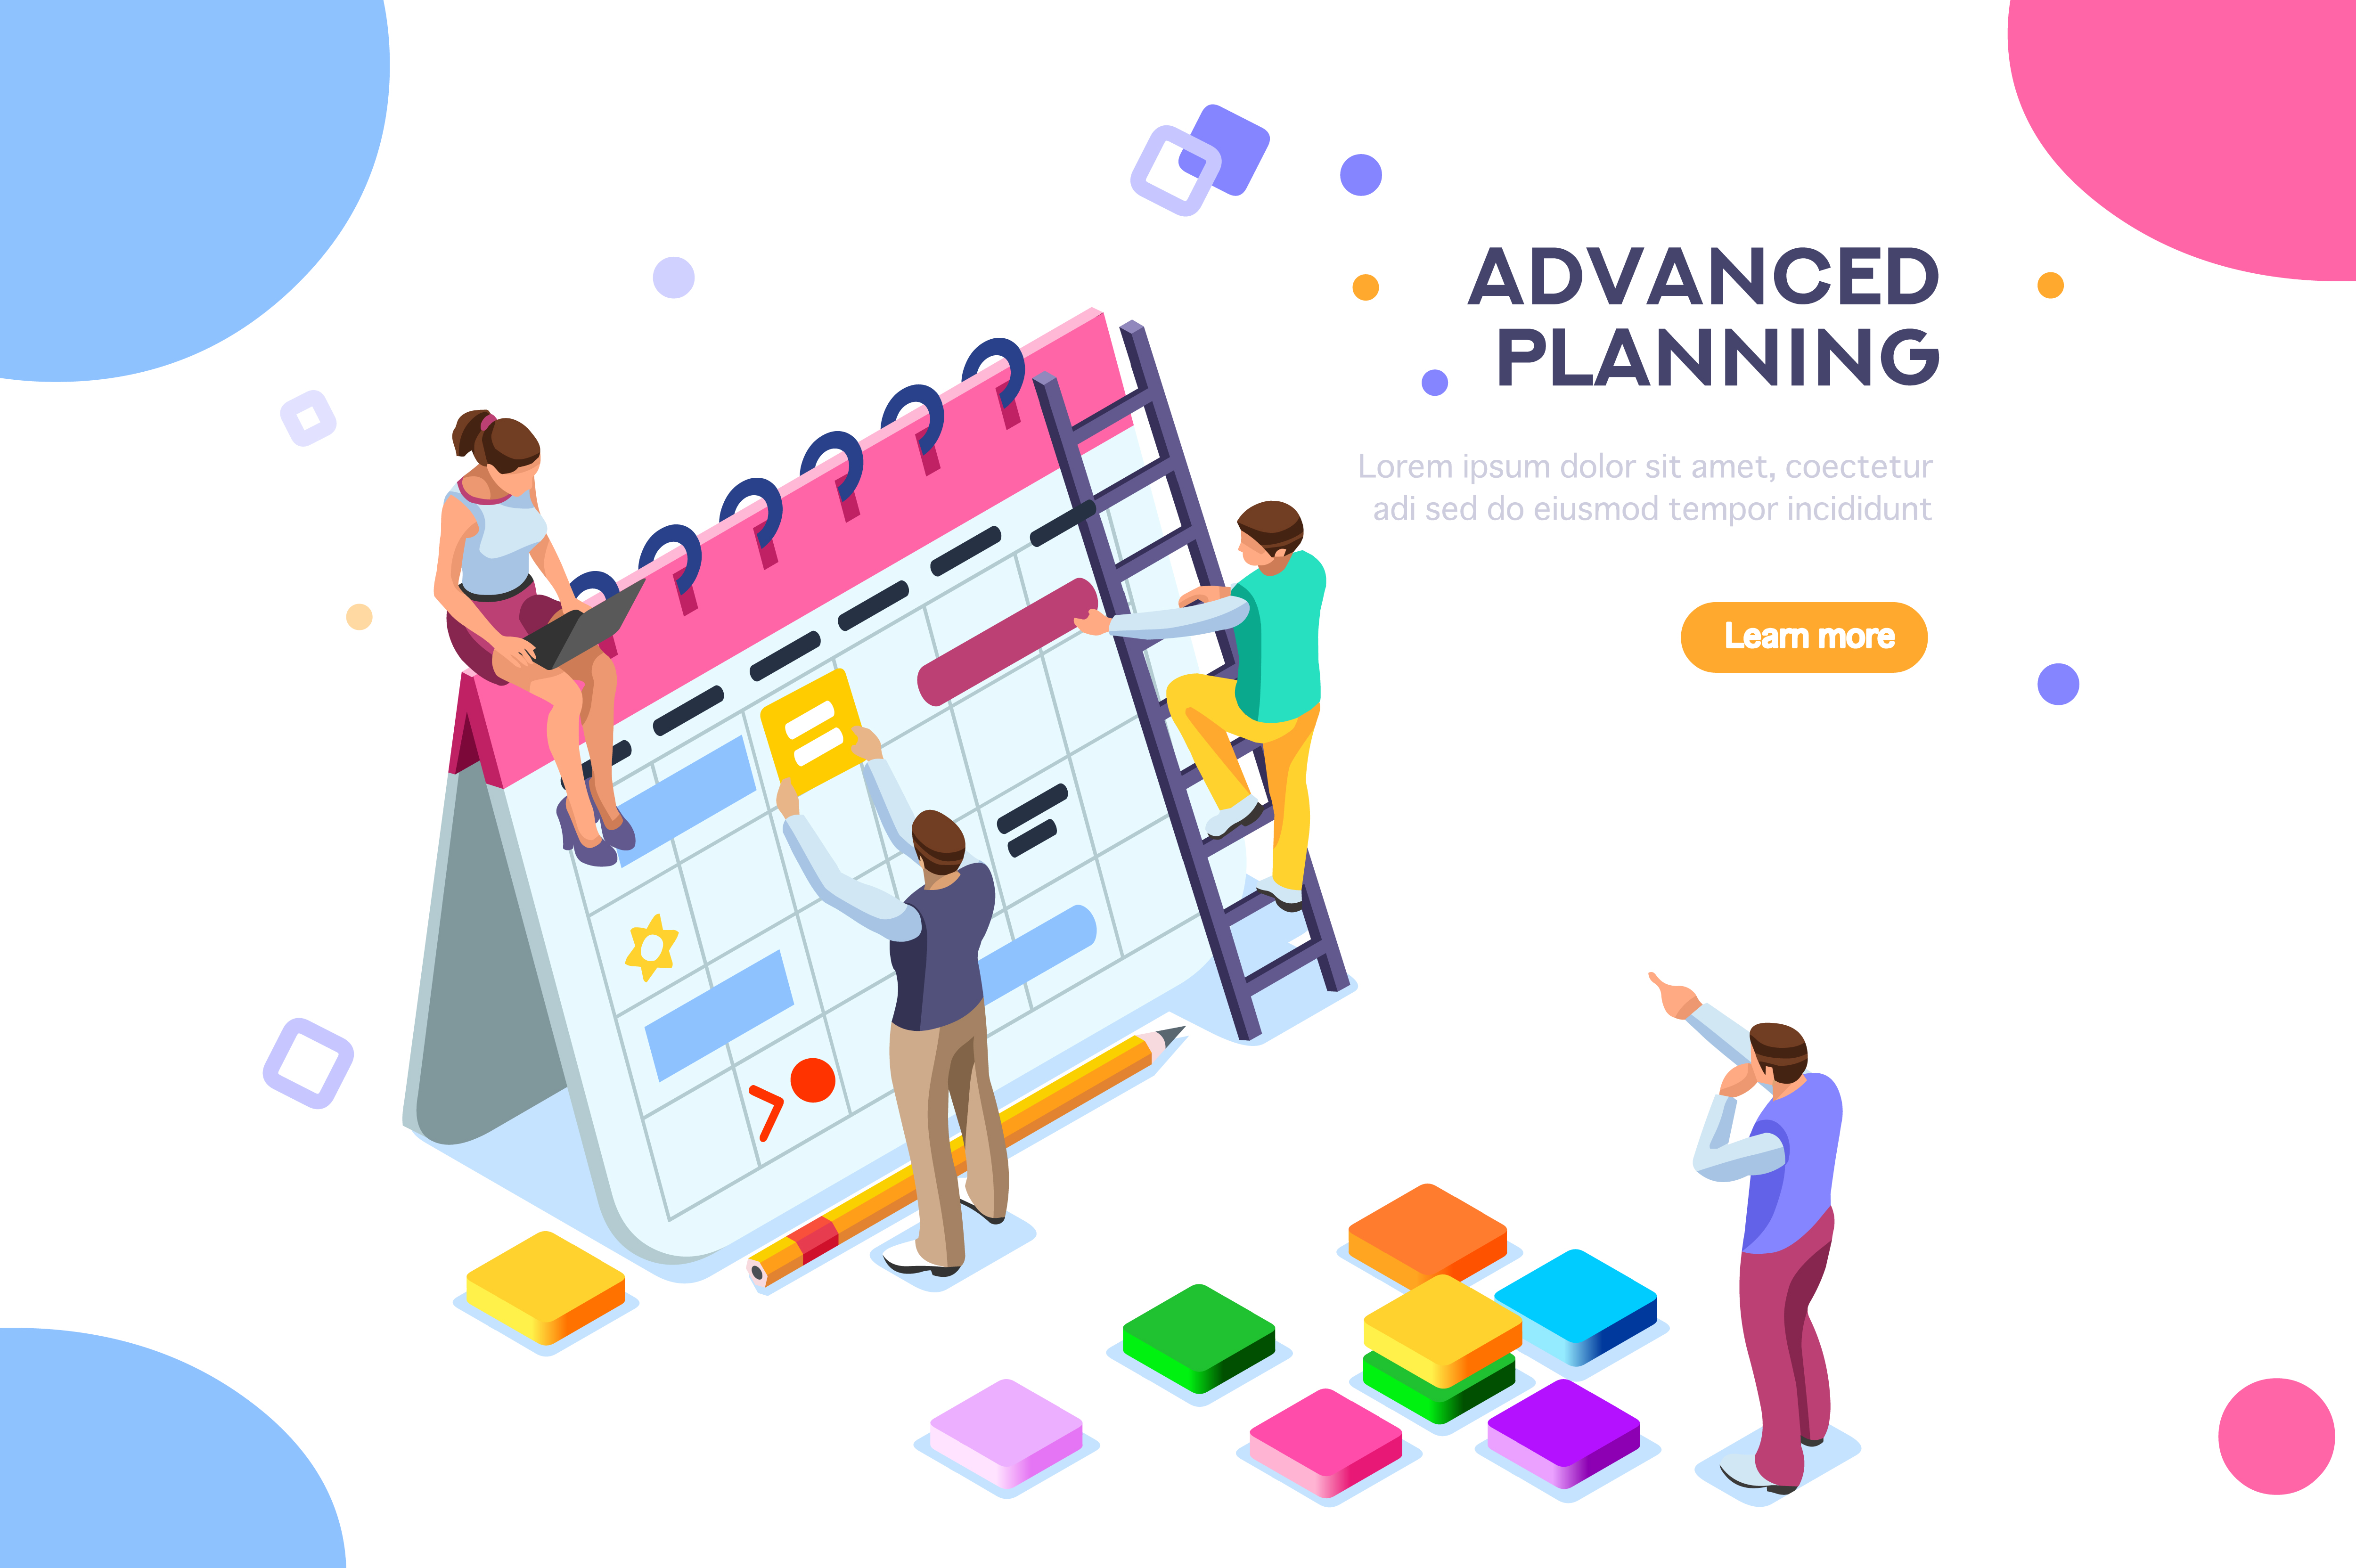 ADVANCED
PLANNING
Lorem ipsum dolor sit amet, coectetur
adi sed do eiusmod tempor incididunt
Learn more